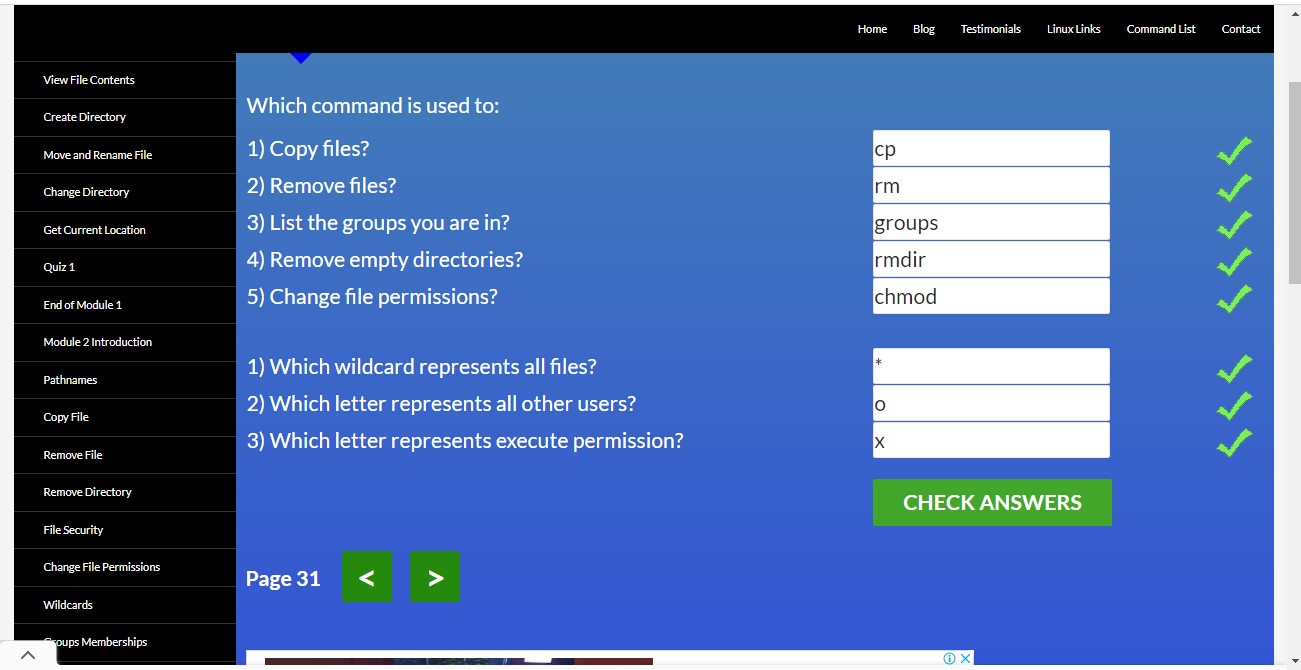 Home Blog Testimonials Linux Links Command List Contact
View File Contents
Create Directory
Move and Rename File
Change Directory
Get Current Location
Quiz 1
End of Module 1
Module 2 Introduction
Pathnames
Copy File
Remove File
Remove Directory
File Security
Change File Permissions
Wildcards
Groups Memberships
Which command is used to:
1) Copy files? cp
2) Remove files? rm
3) List the groups you are in? groups
4) Remove empty directories? rmdir
5) Change file permissions? chmod
1) Which wildcard represents all files? *
2) Which letter represents all other users? o
3) Which letter represents execute permission? x
CHECK ANSWERS
Page 31 < >